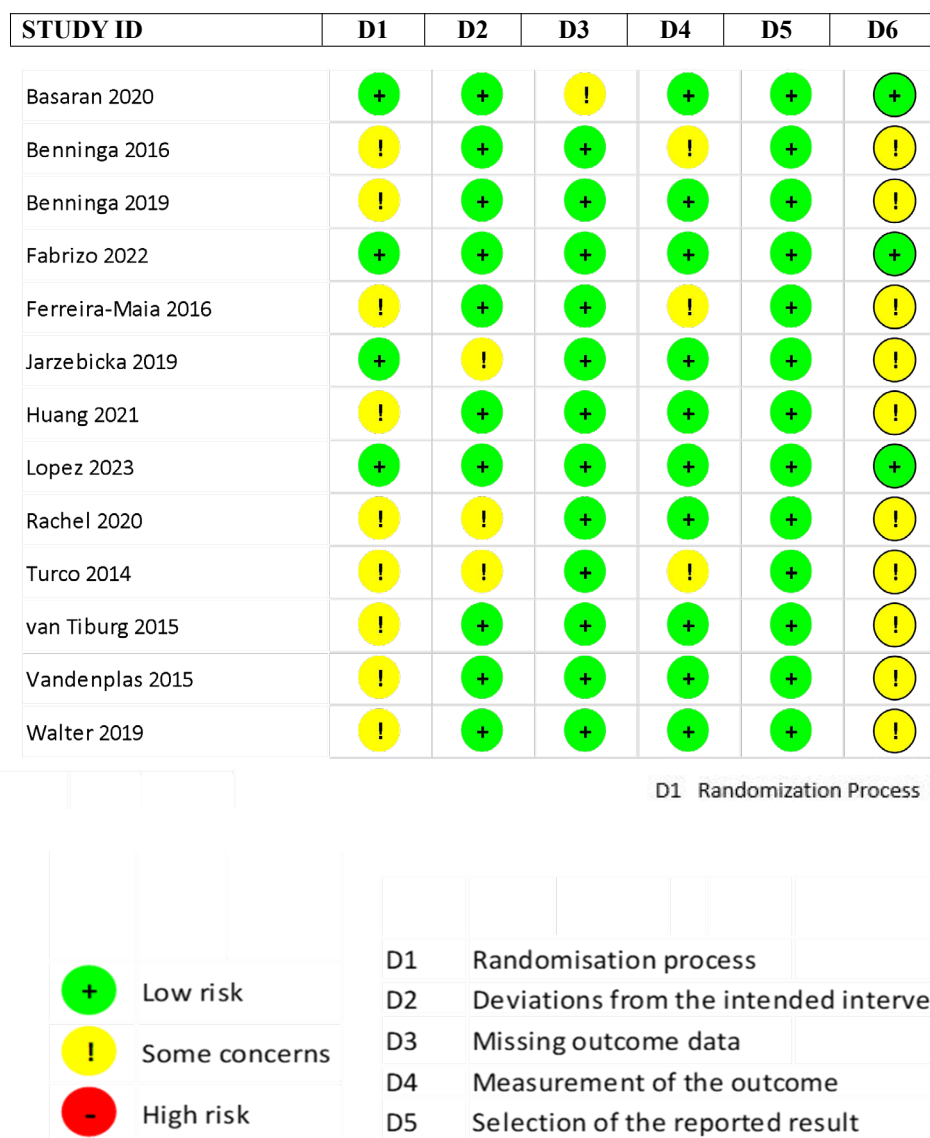 STUDY ID D1 D2 D3 D4 D5 D6
Basaran 2020 + + ! + + +
Benninga 2016 ! + + ! + !
Benninga 2019 ! + + + + !
Fabrizo 2022 + + + + + +
Ferreira-Maia 2016 ! + + ! + !
Jarzebicka 2019 + ! + + + !
Huang 2021 ! + + + + !
Lopez 2023 + + + + + +
Rachel 2020 ! ! + + + !
Turco 2014 ! ! + ! + !
van Tiburg 2015 ! + + + + !
Vandenplas 2015 ! + + + + !
Walter 2019 ! + + + + !
D1 Randomization Process
+ Low risk
! Some concerns
- High risk
D1 Randomisation process
D2 Deviations from the intended interve
D3 Missing outcome data
D4 Measurement of the outcome
D5 Selection of the reported result